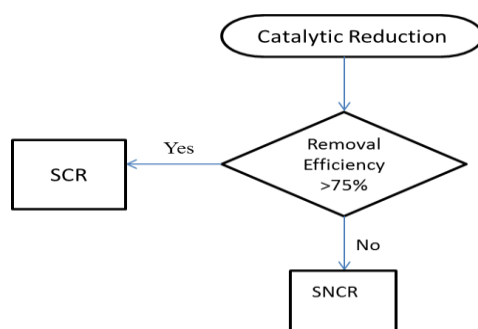 Catalytic Reduction
Removal
Efficiency
>75%
Yes
SCR
No
SNCR